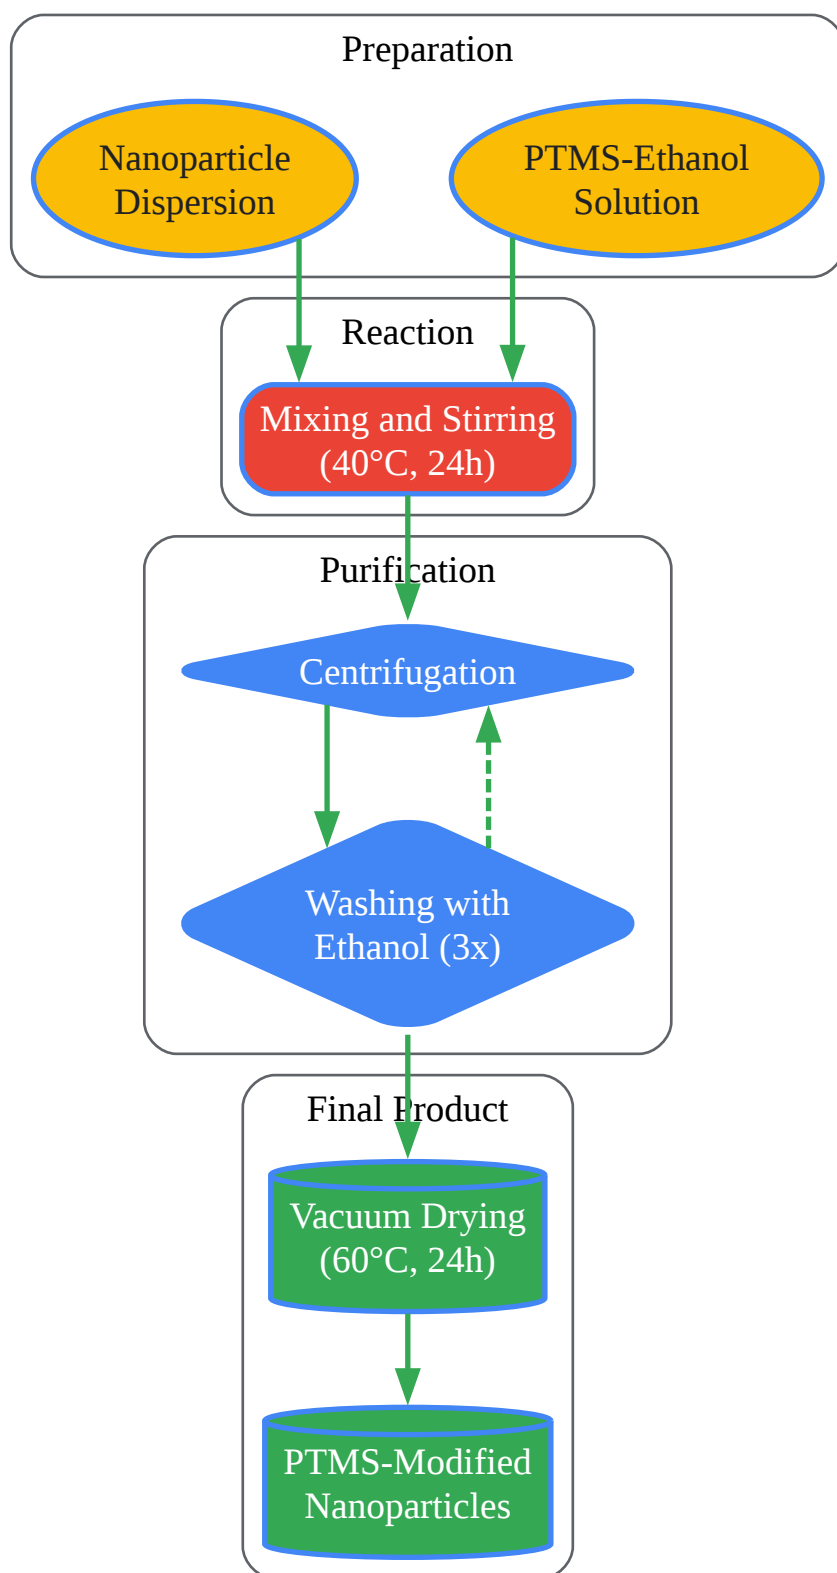 Preparation
Nanoparticle
Dispersion
PTMS-Ethanol
Solution
Reaction
Mixing and Stirring
(40°C, 24h)
Purification
Centrifugation
Washing with
Ethanol (3x)
Final Product
Vacuum Drying
(60°C, 24h)
PTMS-Modified
Nanoparticles